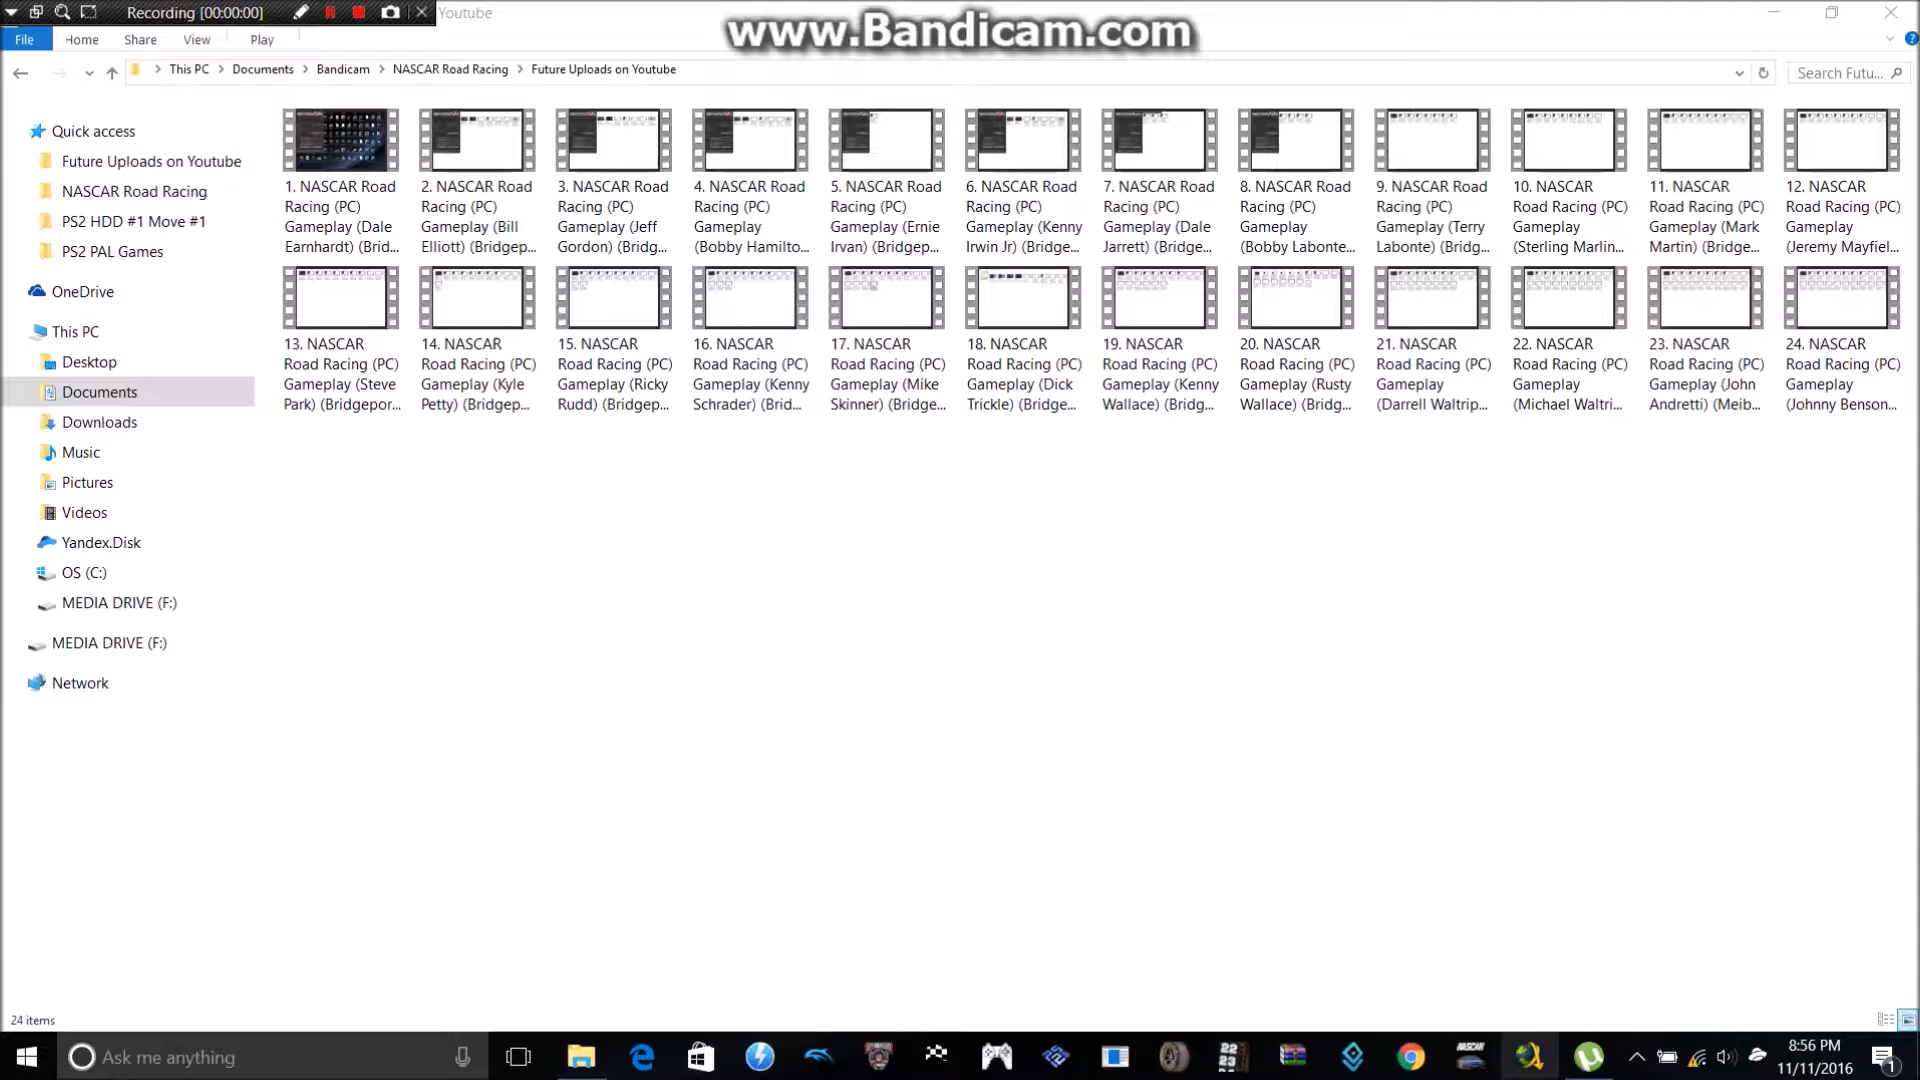 Recording [00:00:00]
Youtube
www.Bandicam.com
File Home Share View Play
This PC Documents Bandicam NASCAR Road Racing Future Uploads on Youtube
Search Futu...
Quick access
Future Uploads on Youtube
NASCAR Road Racing
PS2 HDD #1 Move #1
PS2 PAL Games
OneDrive
This PC
Desktop
Documents
Downloads
Music
Pictures
Videos
Yandex.Disk
OS (C:)
MEDIA DRIVE (F:)
MEDIA DRIVE (F:)
Network
1. NASCAR Road
Racing (PC)
Gameplay (Dale
Earnhardt) (Brid...
2. NASCAR Road
Racing (PC)
Gameplay (Bill
Elliott) (Bridgep...
3. NASCAR Road
Racing (PC)
Gameplay (Jeff
Gordon) (Bridg...
4. NASCAR Road
Racing (PC)
Gameplay
(Bobby Hamilto...
5. NASCAR Road
Racing (PC)
Gameplay (Ernie
Irvan) (Bridgep...
6. NASCAR Road
Racing (PC)
Gameplay (Kenny
Irwin Jr) (Bridge...
7. NASCAR Road
Racing (PC)
Gameplay (Dale
Jarrett) (Bridge...
8. NASCAR Road
Racing (PC)
Gameplay
(Bobby Labonte...
9. NASCAR Road
Racing (PC)
Gameplay (Terry
Labonte) (Bridg...
10. NASCAR
Road Racing (PC)
Gameplay
(Sterling Marlin...
11. NASCAR
Road Racing (PC)
Gameplay (Mark
Martin) (Bridge...
12. NASCAR
Road Racing (PC)
Gameplay
(Jeremy Mayfiel...
13. NASCAR
Road Racing (PC)
Gameplay (Steve
Park) (Bridgepor...
14. NASCAR
Road Racing (PC)
Gameplay (Kyle
Petty) (Bridgep...
15. NASCAR
Road Racing (PC)
Gameplay (Ricky
Rudd) (Bridgep...
16. NASCAR
Road Racing (PC)
Gameplay (Kenny
Schrader) (Brid...
17. NASCAR
Road Racing (PC)
Gameplay (Mike
Skinner) (Bridge...
18. NASCAR
Road Racing (PC)
Gameplay (Dick
Trickle) (Bridge...
19. NASCAR
Road Racing (PC)
Gameplay (Kenny
Wallace) (Bridg...
20. NASCAR
Road Racing (PC)
Gameplay (Rusty
Wallace) (Bridg...
21. NASCAR
Road Racing (PC)
Gameplay
(Darrell Waltrip...
22. NASCAR
Road Racing (PC)
Gameplay
(Michael Waltri...
23. NASCAR
Road Racing (PC)
Gameplay (John
Andretti) (Meib...
24. NASCAR
Road Racing (PC)
Gameplay
(Johnny Benson...
24 items
Ask me anything
8:56 PM
11/11/2016
1